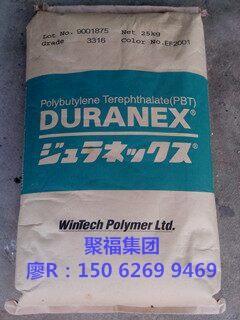 Lot No. 9001875 Net 25kg
Grade 3316 Color No. EF2001
Polybutylene Terephthalate(PBT)
DURANEX®
ジュラネックス®
WinTech Polymer Ltd.
聚福集团
廖R：150 6269 9469